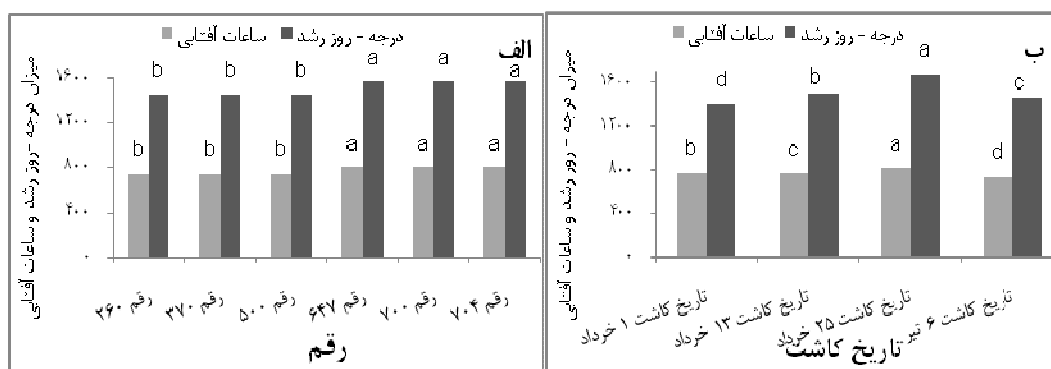 ساعات آفتابی درجه - روز رشد
الف
میزان درجه -روز رشد و ساعات آفتابی
۱۶۰۰
۱۲۰۰
۸۰۰
۴۰۰
۰
b b b a a a
b b b a a a
رقم ۲۶۰
رقم ۳۷۰
رقم ۵۰۰
رقم ۶۴۷
رقم ۷۰۰
رقم ۷۰۴
رقم
ساعات آفتابی درجه - روز رشد
ب
میزان درجه - روز رشد و ساعات آفتابی
۱۶۰۰
۱۲۰۰
۸۰۰
۴۰۰
۰
d b a c
b c a d
تاریخ کاشت ۱ خرداد
تاریخ کاشت ۱۳ خرداد
تاریخ کاشت ۲۵ خرداد
تاریخ کاشت ۶ تیر
تاریخ کاشت